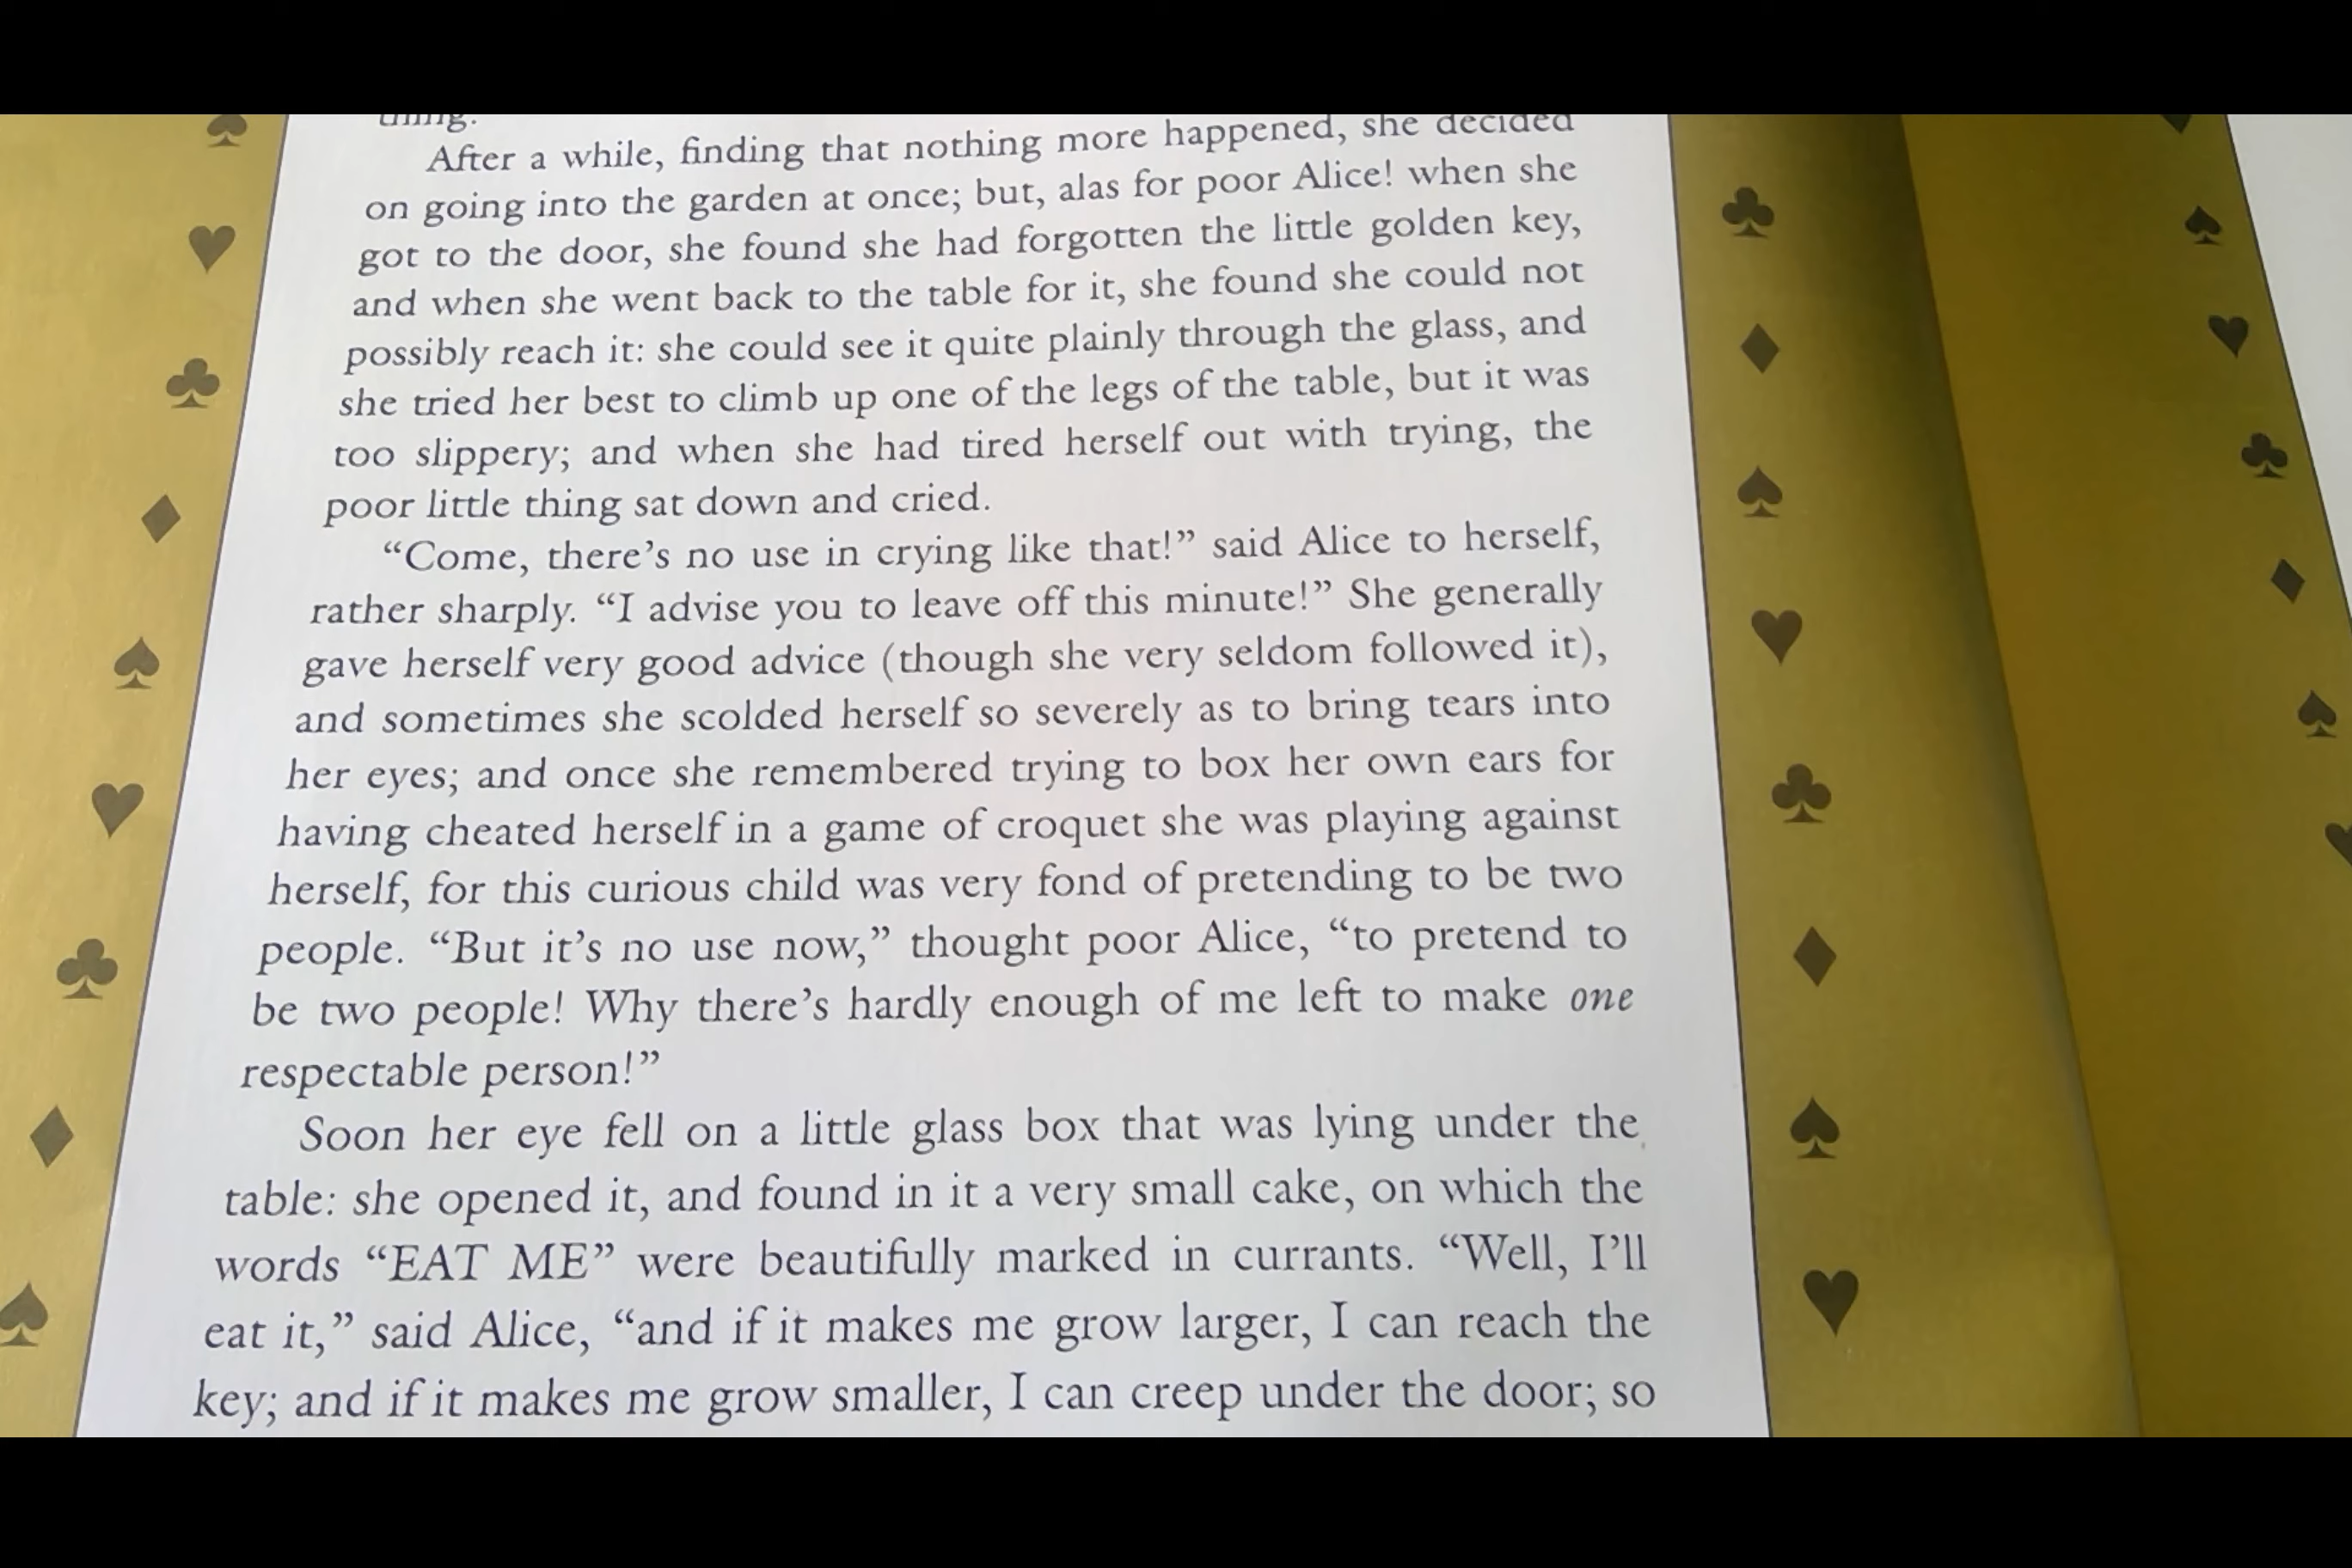 thing.
After a while, finding that nothing more happened, she decided
on going into the garden at once; but, alas for poor Alice! when she
got to the door, she found she had forgotten the little golden key,
and when she went back to the table for it, she found she could not
possibly reach it: she could see it quite plainly through the glass, and
she tried her best to climb up one of the legs of the table, but it was
too slippery; and when she had tired herself out with trying, the
poor little thing sat down and cried.
“Come, there’s no use in crying like that!” said Alice to herself,
rather sharply. “I advise you to leave off this minute!” She generally
gave herself very good advice (though she very seldom followed it),
and sometimes she scolded herself so severely as to bring tears into
her eyes; and once she remembered trying to box her own ears for
having cheated herself in a game of croquet she was playing against
herself, for this curious child was very fond of pretending to be two
people. “But it’s no use now,” thought poor Alice, “to pretend to
be two people! Why there’s hardly enough of me left to make one
respectable person!”
Soon her eye fell on a little glass box that was lying under the
table: she opened it, and found in it a very small cake, on which the
words “EAT ME” were beautifully marked in currants. “Well, I’ll
eat it,” said Alice, “and if it makes me grow larger, I can reach the
key; and if it makes me grow smaller, I can creep under the door; so